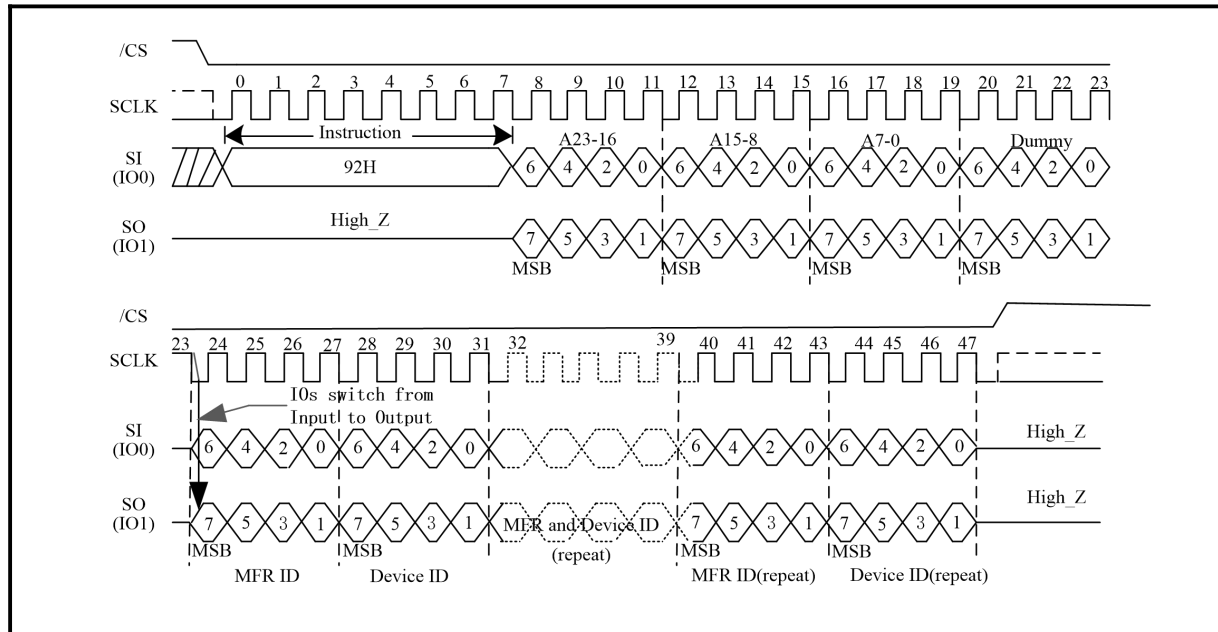 /CS
0 1 2 3 4 5 6 7 8 9 10 11 12 13 14 15 16 17 18 19 20 21 22 23
SCLK
Instruction A23-16 A15-8 A7-0 Dummy
SI
(IO0)
92H 6 4 2 0 6 4 2 0 6 4 2 0 6 4 2 0
SO
(IO1)
High_Z 7 5 3 1 7 5 3 1 7 5 3 1 7 5 3 1
MSB MSB MSB MSB
/CS
23 24 25 26 27 28 29 30 31 32 39 40 41 42 43 44 45 46 47
SCLK
IOs switch from
Input to Output
SI
(IO0)
6 4 2 0 6 4 2 0 6 4 2 0 6 4 2 0 High_Z
SO
(IO1)
7 5 3 1 7 5 3 1 MFR and Device ID 7 5 3 1 7 5 3 1 High_Z
MSB MSB (repeat) MSB MSB
MFR ID Device ID MFR ID(repeat) Device ID(repeat)